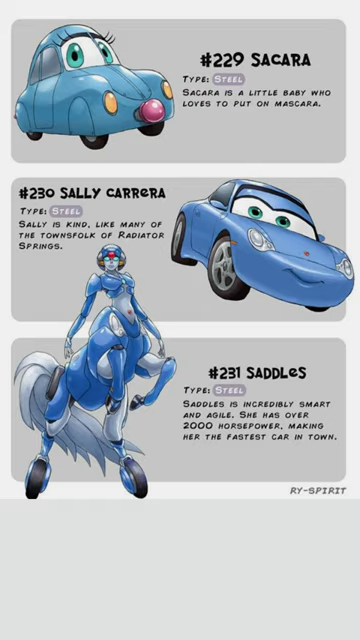 #229 Sacara
Type: Steel
Sacara is a little baby who
loves to put on mascara.
#230 Sally Carrera
Type: Steel
Sally is kind, like many of
the townsfolk of Radiator
Springs.
#231 Saddles
Type: Steel
Saddles is incredibly smart
and agile. She has over
2000 horsepower, making
her the fastest car in town.
RY-SPIRIT